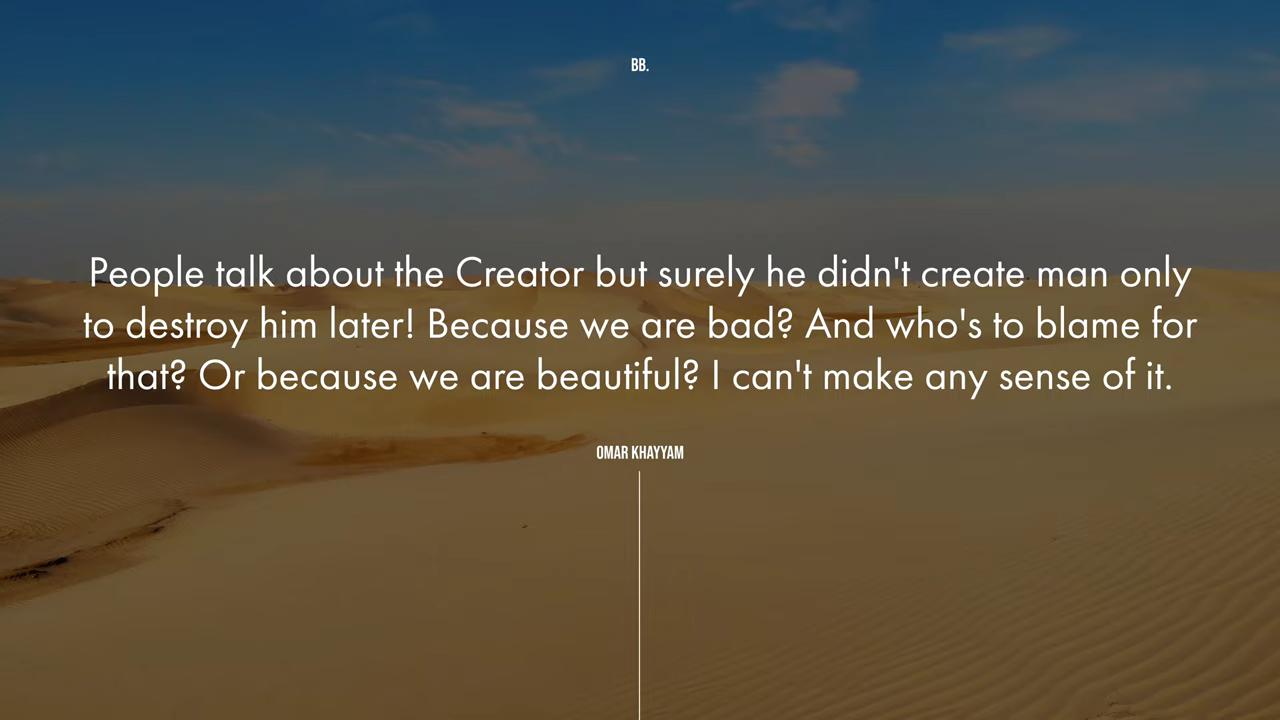 BB.
People talk about the Creator but surely he didn't create man only
to destroy him later! Because we are bad? And who's to blame for
that? Or because we are beautiful? I can't make any sense of it.
OMAR KHAYYAM